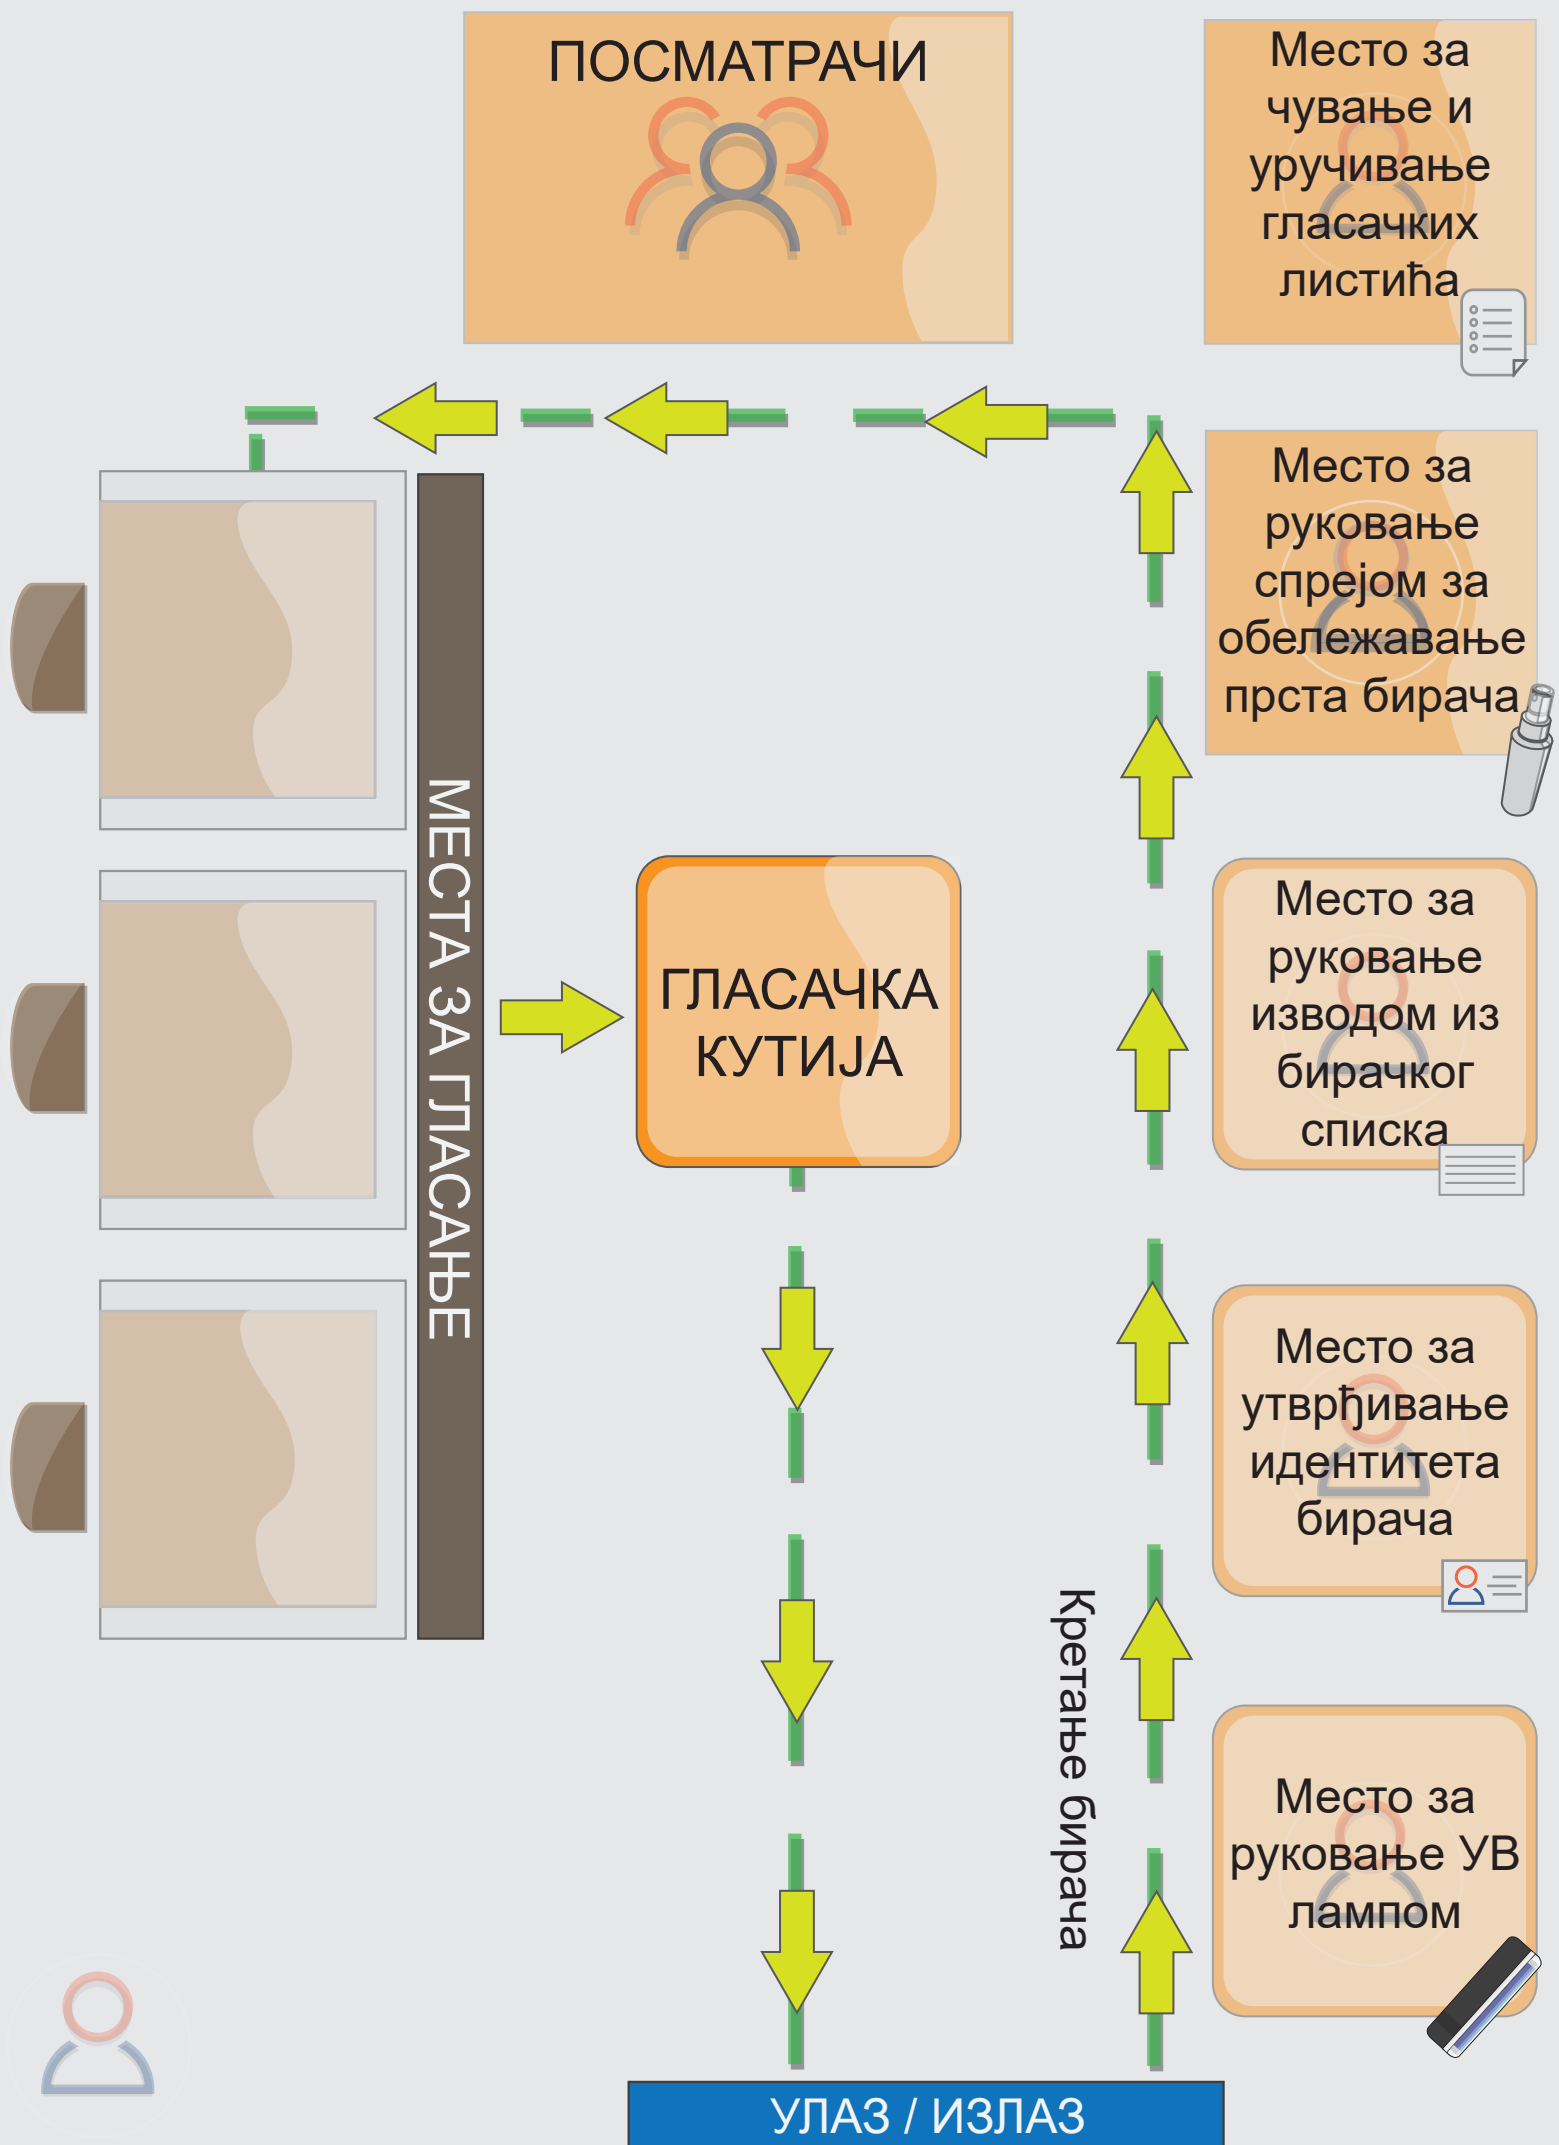 ПОСМАТРАЧИ
Место за
чување и
уручивање
гласачких
листића
Место за
руковање
спрејом за
обележавање
прста бирача
МЕСТА ЗА ГЛАСАЊЕ
ГЛАСАЧКА
КУТИЈА
Место за
руковање
изводом из
бирачког
списка
Место за
утврђивање
идентитета
бирача
Кретање бирача
Место за
руковање УВ
лампом
УЛАЗ / ИЗЛАЗ